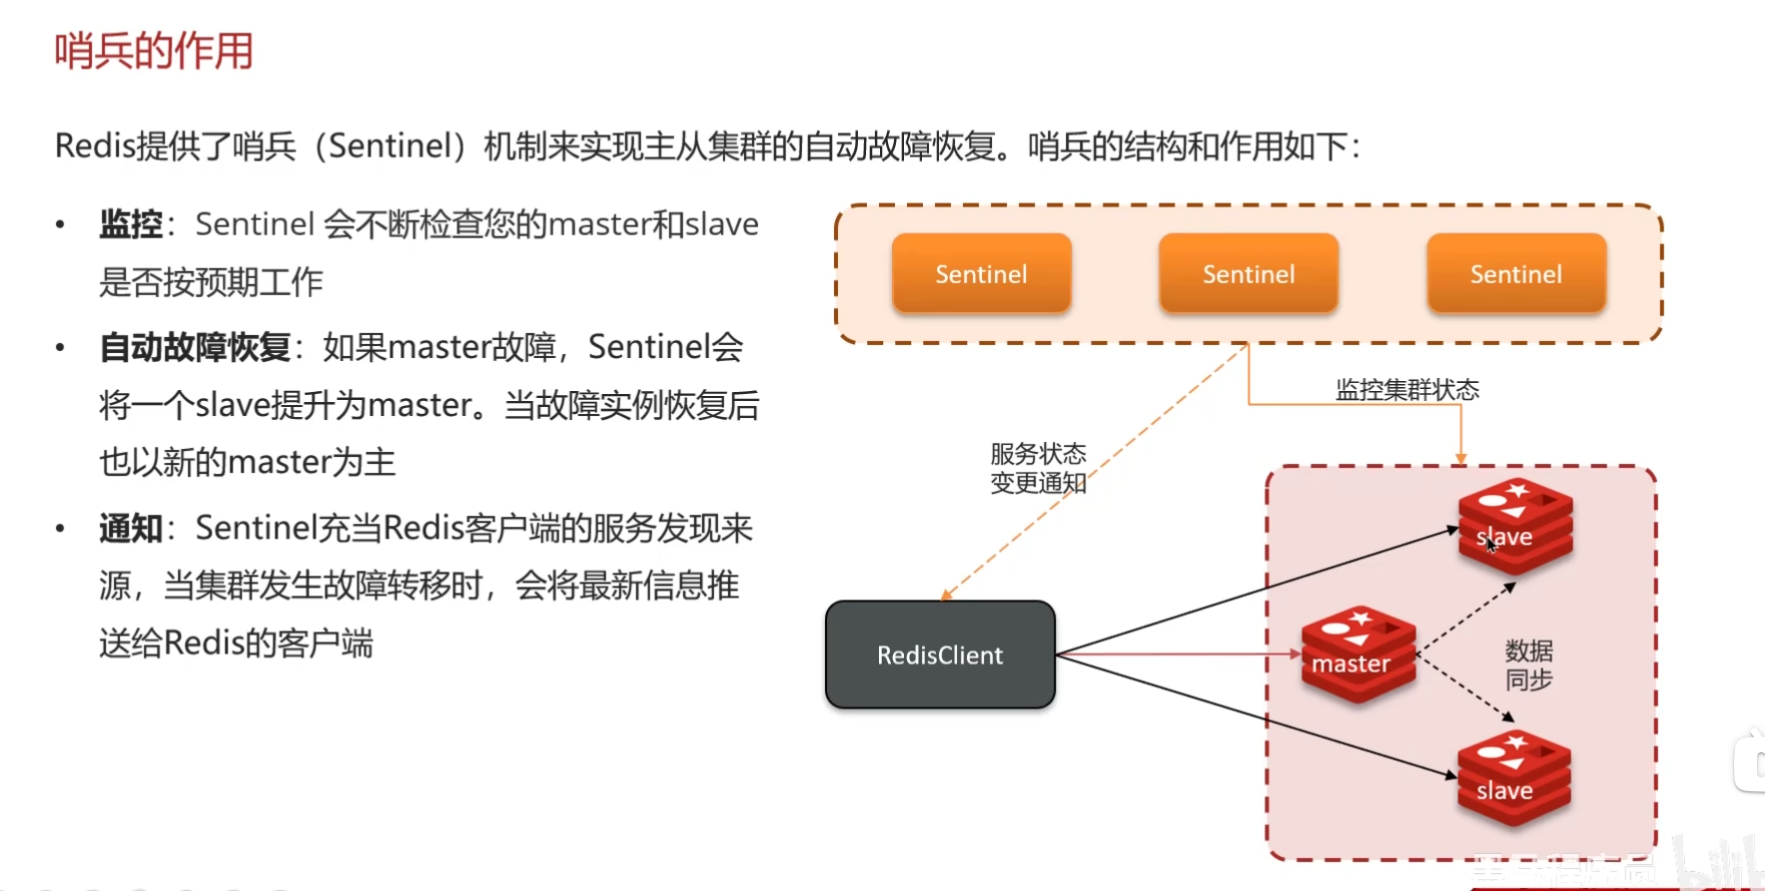 哨兵的作用
Redis提供了哨兵（Sentinel）机制来实现主从集群的自动故障恢复。哨兵的结构和作用如下：
• 监控：Sentinel 会不断检查您的master和slave
是否按预期工作
• 自动故障恢复：如果master故障，Sentinel会
将一个slave提升为master。当故障实例恢复后
也以新的master为主
• 通知：Sentinel充当Redis客户端的服务发现来
源，当集群发生故障转移时，会将最新信息推
送给Redis的客户端
Sentinel
Sentinel
Sentinel
监控集群状态
服务状态
变更通知
RedisClient
slave
master
数据
同步
slave